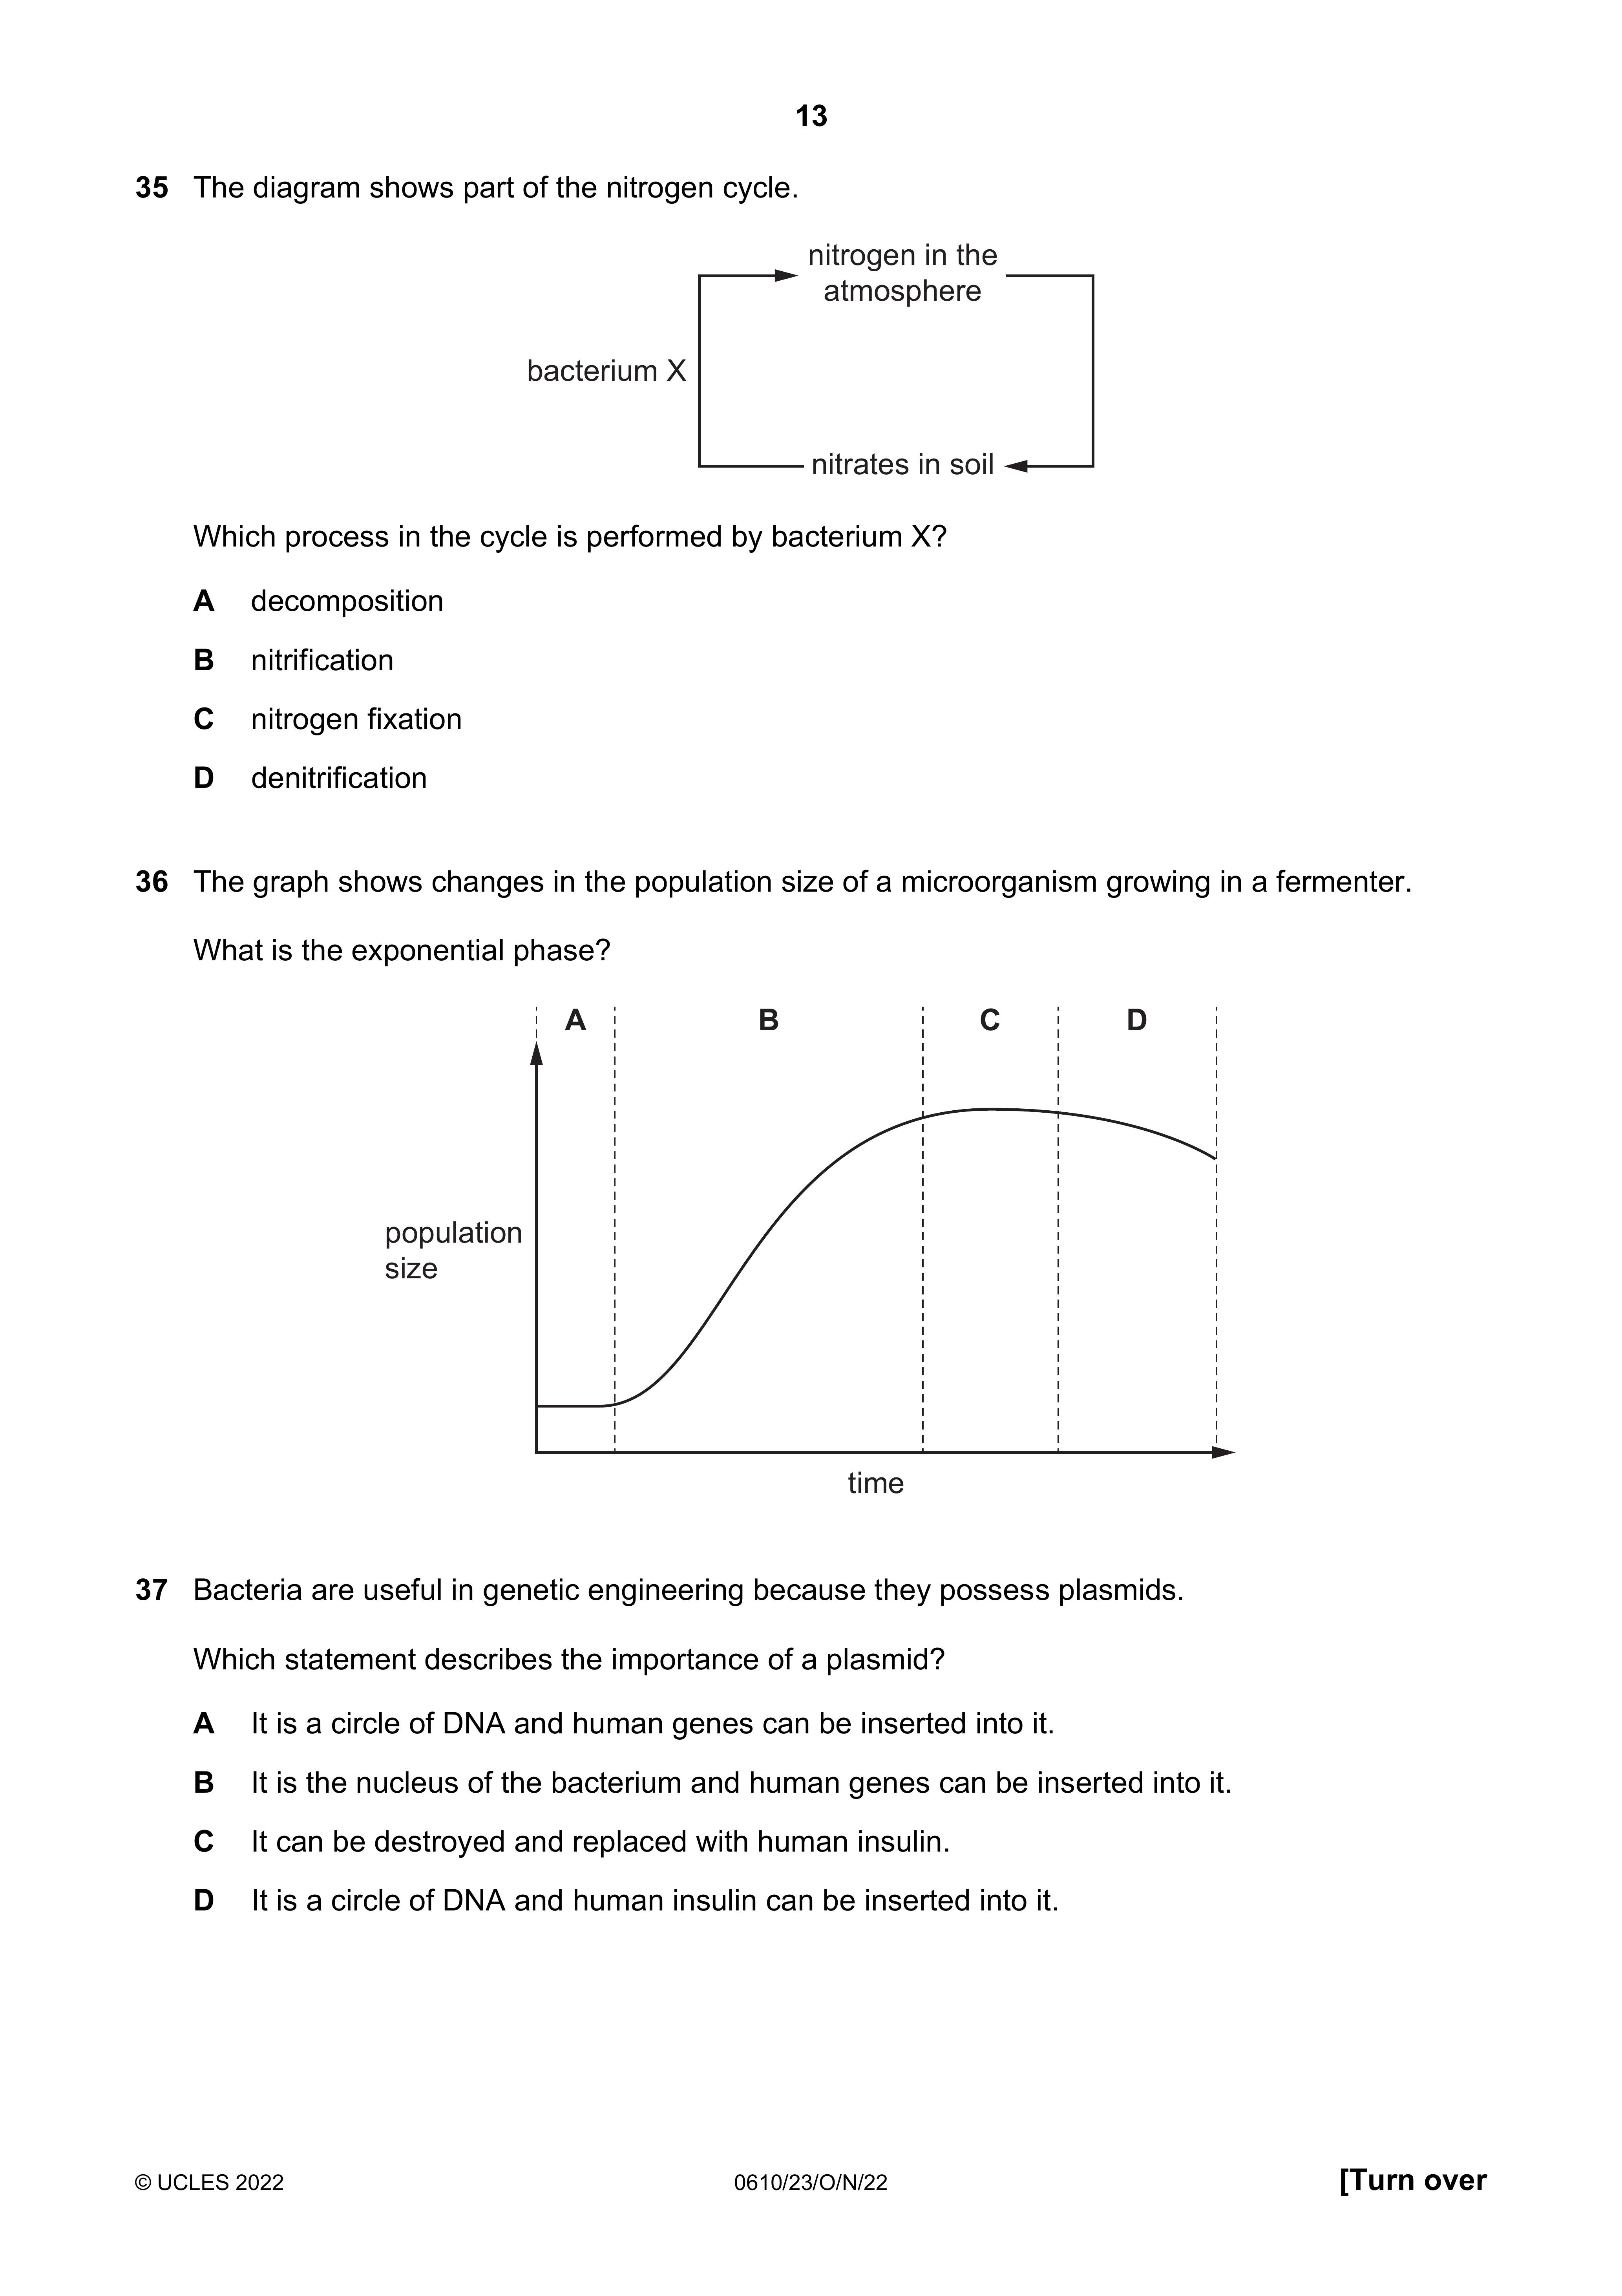 13
35 The diagram shows part of the nitrogen cycle.
nitrogen in the
atmosphere
bacterium X
nitrates in soil
Which process in the cycle is performed by bacterium X?
A decomposition
B nitrification
C nitrogen fixation
D denitrification
36 The graph shows changes in the population size of a microorganism growing in a fermenter.
What is the exponential phase?
A B C D
population
size
time
37 Bacteria are useful in genetic engineering because they possess plasmids.
Which statement describes the importance of a plasmid?
A It is a circle of DNA and human genes can be inserted into it.
B It is the nucleus of the bacterium and human genes can be inserted into it.
C It can be destroyed and replaced with human insulin.
D It is a circle of DNA and human insulin can be inserted into it.
© UCLES 2022 0610/23/O/N/22 [Turn over